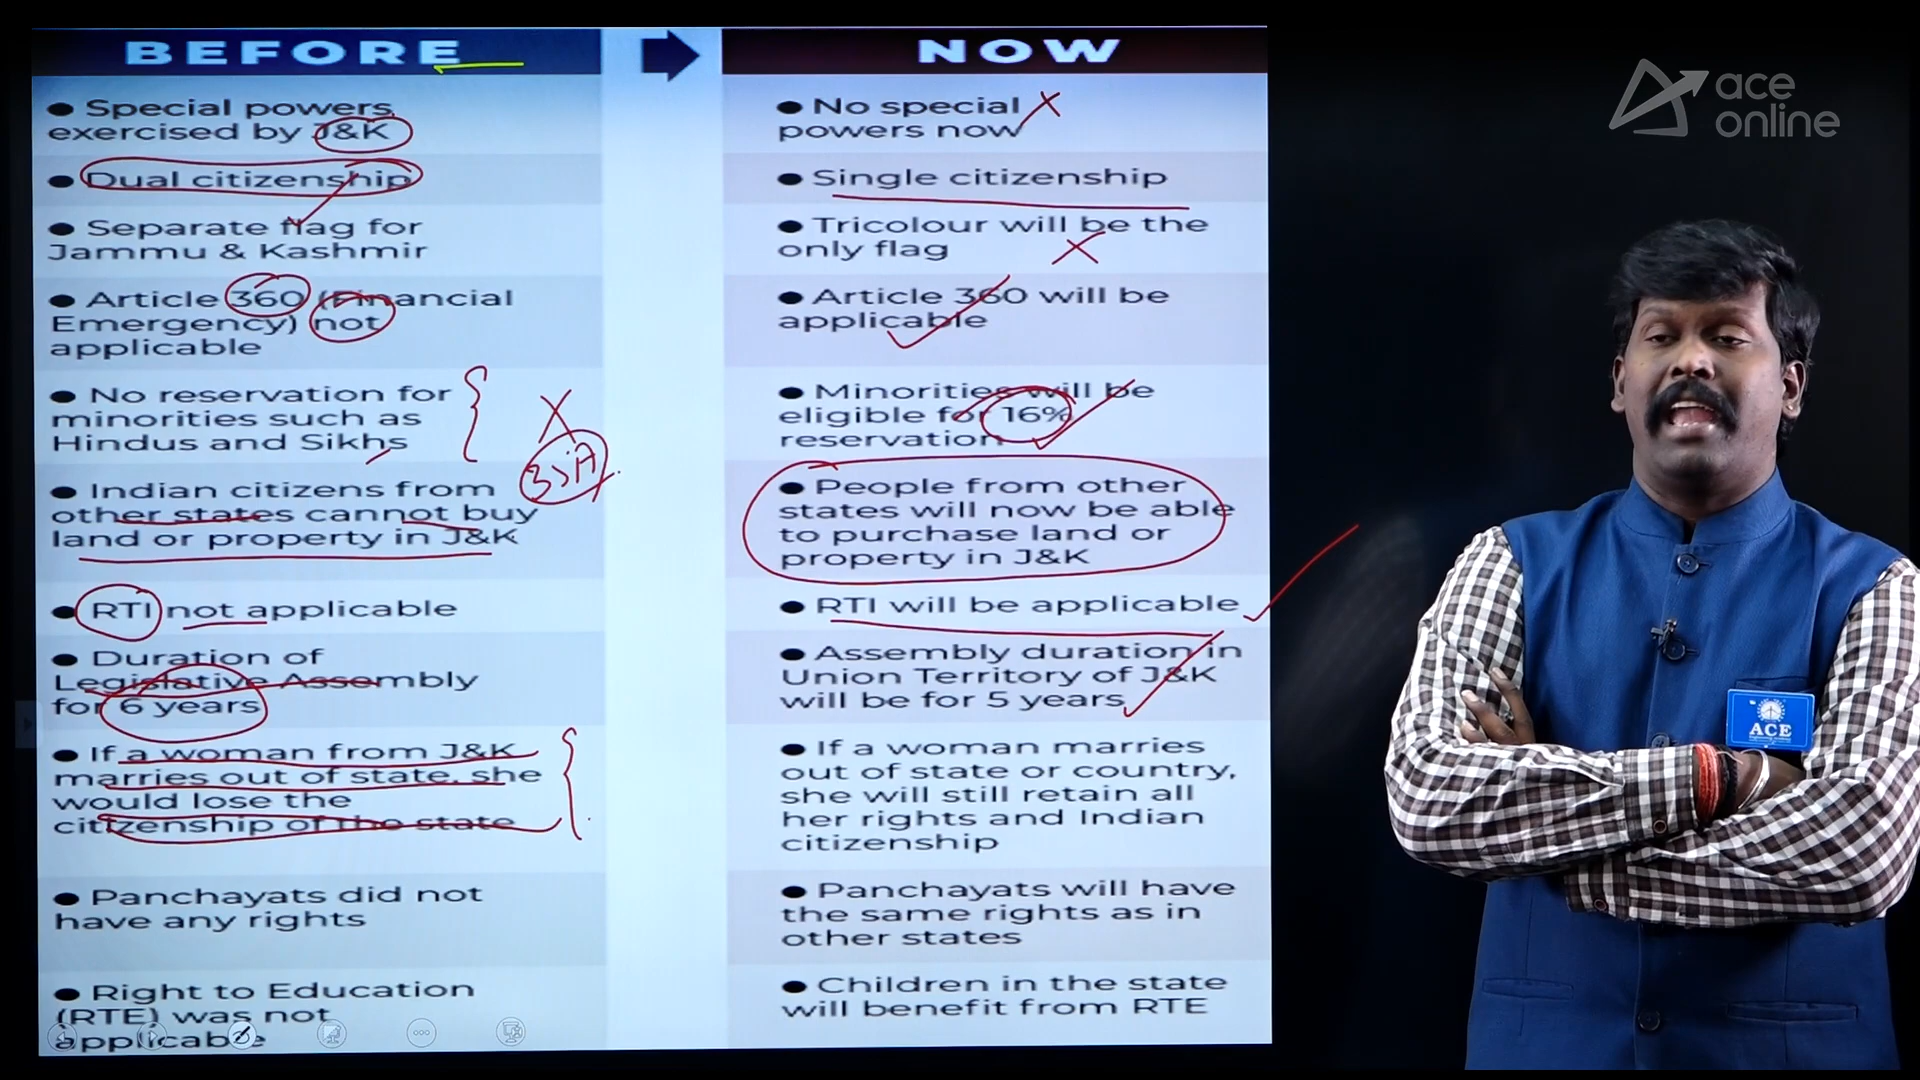 BEFORE
● Special powers
exercised by J&K
● Dual citizenship
● Separate flag for
Jammu & Kashmir
● Article 360 (Financial
Emergency) not
applicable
● No reservation for
minorities such as
Hindus and Sikhs
35A
● Indian citizens from
other states cannot buy
land or property in J&K
● RTI not applicable
● Duration of
Legislative Assembly
for 6 years
● If a woman from J&K
marries out of state, she
would lose the
citizenship of the state
● Panchayats did not
have any rights
● Right to Education
(RTE) was not
applicable
NOW
● No special
powers now
● Single citizenship
● Tricolour will be the
only flag
● Article 360 will be
applicable
● Minorities will be
eligible for 16%
reservation
● People from other
states will now be able
to purchase land or
property in J&K
● RTI will be applicable
● Assembly duration in
Union Territory of J&K
will be for 5 years
● If a woman marries
out of state or country,
she will still retain all
her rights and Indian
citizenship
● Panchayats will have
the same rights as in
other states
● Children in the state
will benefit from RTE
ace
online
ACE